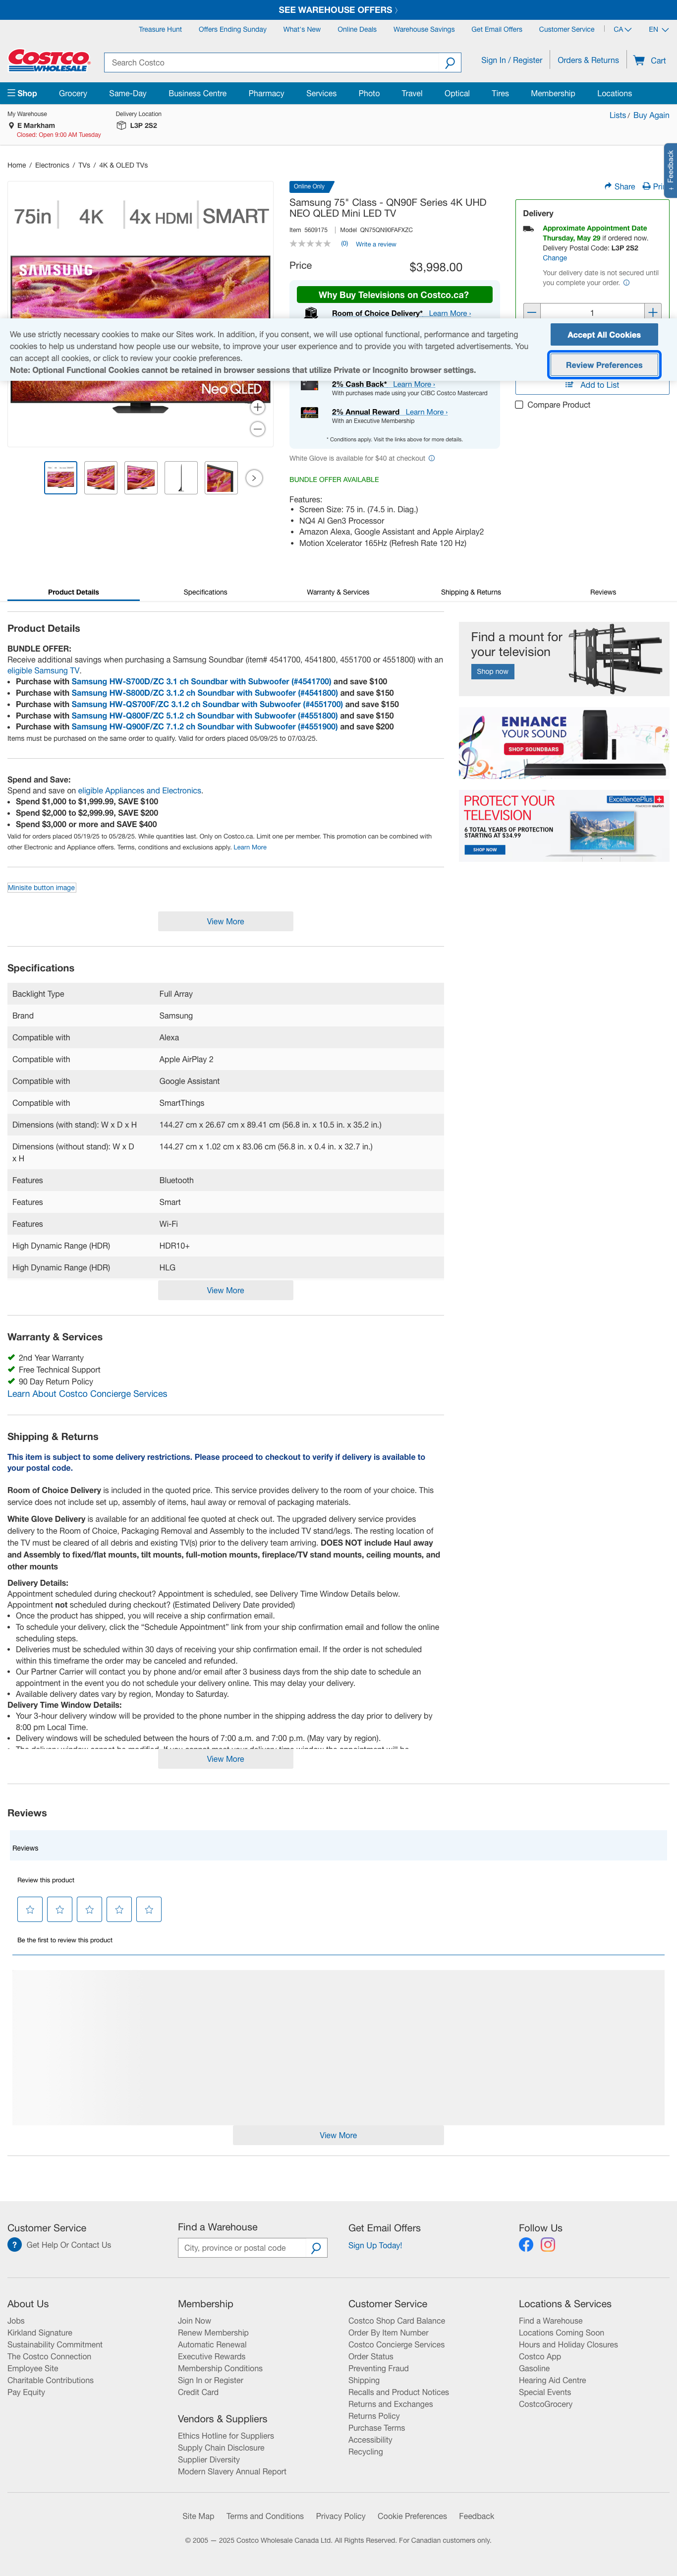 SEE WAREHOUSE OFFERS
Treasure Hunt
Offers Ending Sunday
What's New
Online Deals
Warehouse Savings
Get Email Offers
Customer Service
CA
EN
COSTCO
WHOLESALE
Search Costco
Sign In / Register
Orders & Returns
Cart
Shop
Grocery
Same-Day
Business Centre
Pharmacy
Services
Photo
Travel
Optical
Tires
Membership
Locations
My Warehouse
E Markham
Closed: Open 9:00 AM Tuesday
Delivery Location
L3P 2S2
Lists / Buy Again
Feedback
Home / Electronics / TVs / 4K & OLED TVs
75in
4K
4x HDMI
SMART
SAMSUNG
Online Only
Samsung 75" Class - QN90F Series 4K UHD
NEO QLED Mini LED TV
Item 5609175 | Model QN75QN90FAFXZC
(0) Write a review
Price
$3,998.00
Why Buy Televisions on Costco.ca?
Room of Choice Delivery* Learn More ›
Share
Delivery
Approximate Appointment Date
Thursday, May 29 if ordered now.
Delivery Postal Code: L3P 2S2
Change
Your delivery date is not secured until
you complete your order.
1
We use strictly necessary cookies to make our Sites work. In addition, if you consent, we will use optional functional, performance and targeting
cookies to help us understand how people use our website, to improve your user experience and to provide you with targeted advertisements. You
can accept all cookies, or click to review your cookie preferences.
Note: Optional Functional Cookies cannot be retained in browser sessions that utilize Private or Incognito browser settings.
Accept All Cookies
Review Preferences
Neo QLED
2% Cash Back* Learn More ›
With purchases made using your CIBC Costco Mastercard
2% Annual Reward Learn More ›
With an Executive Membership
* Conditions apply. Visit the links above for more details.
Add to List
Compare Product
White Glove is available for $40 at checkout
BUNDLE OFFER AVAILABLE
Features:
• Screen Size: 75 in. (74.5 in. Diag.)
• NQ4 AI Gen3 Processor
• Amazon Alexa, Google Assistant and Apple Airplay2
• Motion Xcelerator 165Hz (Refresh Rate 120 Hz)
Product Details
Specifications
Warranty & Services
Shipping & Returns
Reviews
Product Details
BUNDLE OFFER:
Receive additional savings when purchasing a Samsung Soundbar (item# 4541700, 4541800, 4551700 or 4551800) with an
eligible Samsung TV.
• Purchase with Samsung HW-S700D/ZC 3.1 ch Soundbar with Subwoofer (#4541700) and save $100
• Purchase with Samsung HW-S800D/ZC 3.1.2 ch Soundbar with Subwoofer (#4541800) and save $150
• Purchase with Samsung HW-QS700F/ZC 3.1.2 ch Soundbar with Subwoofer (#4551700) and save $150
• Purchase with Samsung HW-Q800F/ZC 5.1.2 ch Soundbar with Subwoofer (#4551800) and save $150
• Purchase with Samsung HW-Q900F/ZC 7.1.2 ch Soundbar with Subwoofer (#4551900) and save $200
Items must be purchased on the same order to qualify. Valid for orders placed 05/09/25 to 07/03/25.
Find a mount for
your television
Shop now
ENHANCE
YOUR SOUND
SHOP SOUNDBARS
PROTECT YOUR
TELEVISION
6 TOTAL YEARS OF PROTECTION
STARTING AT $34.99
SHOP NOW
ExcellencePlus
Spend and Save:
Spend and save on eligible Appliances and Electronics.
• Spend $1,000 to $1,999.99, SAVE $100
• Spend $2,000 to $2,999.99, SAVE $200
• Spend $3,000 or more and SAVE $400
Valid for orders placed 05/19/25 to 05/28/25. While quantities last. Only on Costco.ca. Limit one per member. This promotion can be combined with
other Electronic and Appliance offers. Terms, conditions and exclusions apply. Learn More
Minisite button image
View More
Specifications
Backlight Type Full Array
Brand Samsung
Compatible with Alexa
Compatible with Apple AirPlay 2
Compatible with Google Assistant
Compatible with SmartThings
Dimensions (with stand): W x D x H 144.27 cm x 26.67 cm x 89.41 cm (56.8 in. x 10.5 in. x 35.2 in.)
Dimensions (without stand): W x D 144.27 cm x 1.02 cm x 83.06 cm (56.8 in. x 0.4 in. x 32.7 in.)
x H
Features Bluetooth
Features Smart
Features Wi-Fi
High Dynamic Range (HDR) HDR10+
High Dynamic Range (HDR) HLG
View More
Warranty & Services
2nd Year Warranty
Free Technical Support
90 Day Return Policy
Learn About Costco Concierge Services
Shipping & Returns
This item is subject to some delivery restrictions. Please proceed to checkout to verify if delivery is available to
your postal code.
Room of Choice Delivery is included in the quoted price. This service provides delivery to the room of your choice. This
service does not include set up, assembly of items, haul away or removal of packaging materials.
White Glove Delivery is available for an additional fee quoted at check out. The upgraded delivery service provides
delivery to the Room of Choice, Packaging Removal and Assembly to the included TV stand/legs. The resting location of
the TV must be cleared of all debris and existing TV(s) prior to the delivery team arriving. DOES NOT include Haul away
and Assembly to fixed/flat mounts, tilt mounts, full-motion mounts, fireplace/TV stand mounts, ceiling mounts, and
other mounts
Delivery Details:
Appointment scheduled during checkout? Appointment is scheduled, see Delivery Time Window Details below.
Appointment not scheduled during checkout? (Estimated Delivery Date provided)
• Once the product has shipped, you will receive a ship confirmation email.
• To schedule your delivery, click the “Schedule Appointment” link from your ship confirmation email and follow the online
scheduling steps.
• Deliveries must be scheduled within 30 days of receiving your ship confirmation email. If the order is not scheduled
within this timeframe the order may be canceled and refunded.
• Our Partner Carrier will contact you by phone and/or email after 3 business days from the ship date to schedule an
appointment in the event you do not schedule your delivery online. This may delay your delivery.
• Available delivery dates vary by region, Monday to Saturday.
Delivery Time Window Details:
• Your 3-hour delivery window will be provided to the phone number in the shipping address the day prior to delivery by
8:00 pm Local Time.
• Delivery windows will be scheduled between the hours of 7:00 a.m. and 7:00 p.m. (May vary by region).
View More
Reviews
Reviews
Review this product
Be the first to review this product
View More
Customer Service
Get Help Or Contact Us
Find a Warehouse
City, province or postal code
Get Email Offers
Sign Up Today!
Follow Us
About Us
Jobs
Kirkland Signature
Sustainability Commitment
The Costco Connection
Employee Site
Charitable Contributions
Pay Equity
Membership
Join Now
Renew Membership
Automatic Renewal
Executive Rewards
Membership Conditions
Sign In or Register
Credit Card
Vendors & Suppliers
Ethics Hotline for Suppliers
Supply Chain Disclosure
Supplier Diversity
Modern Slavery Annual Report
Customer Service
Costco Shop Card Balance
Order By Item Number
Costco Concierge Services
Order Status
Preventing Fraud
Shipping
Recalls and Product Notices
Returns and Exchanges
Returns Policy
Purchase Terms
Accessibility
Recycling
Locations & Services
Find a Warehouse
Locations Coming Soon
Hours and Holiday Closures
Costco App
Gasoline
Hearing Aid Centre
Special Events
CostcoGrocery
Site Map
Terms and Conditions
Privacy Policy
Cookie Preferences
Feedback
© 2005 — 2025 Costco Wholesale Canada Ltd. All Rights Reserved. For Canadian customers only.